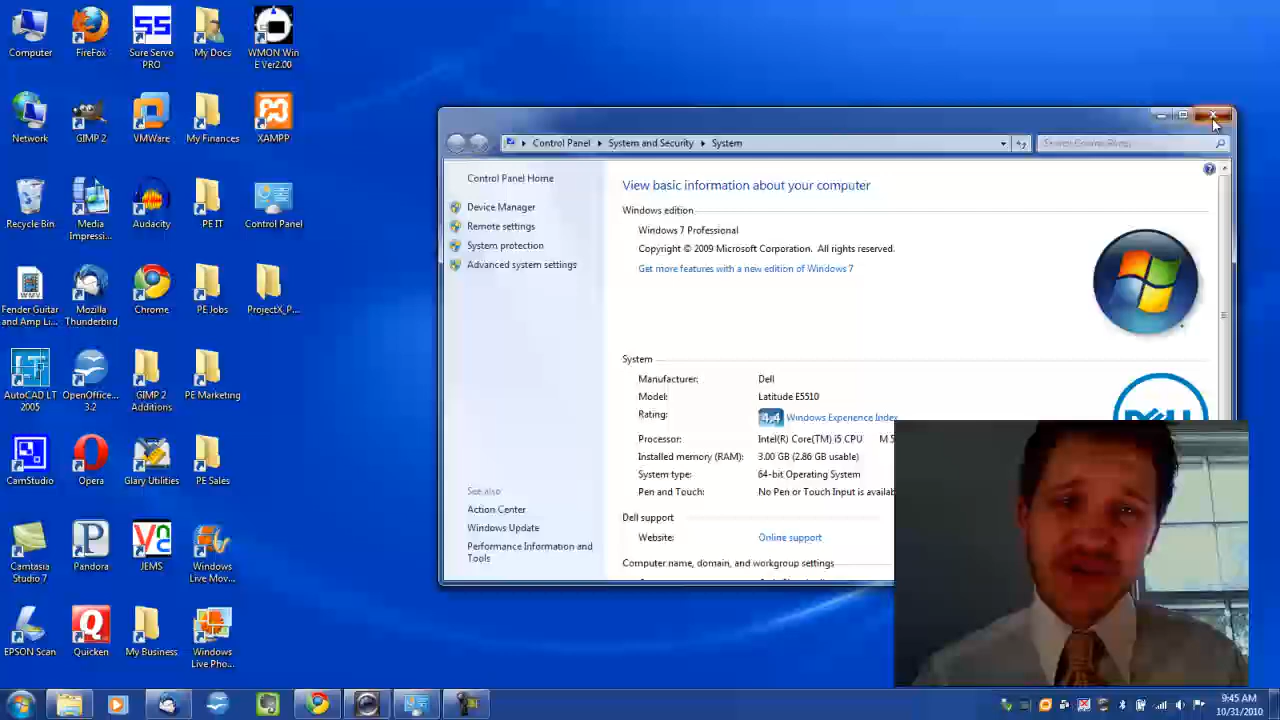 Computer
FireFox
Sure Servo
PRO
My Docs
WMON Win
E Ver2.00
Network
GIMP 2
VMWare
My Finances
XAMPP
Recycle Bin
Media
Impressi...
Audacity
PE IT
Control Panel
Fender Guitar
and Amp Li...
Mozilla
Thunderbird
Chrome
PE Jobs
ProjectX_P...
AutoCAD LT
2005
OpenOffice...
3.2
GIMP 2
Additions
PE Marketing
CamStudio
Opera
Glary Utilities
PE Sales
Camtasia
Studio 7
Pandora
JEMS
Windows
Live Mov...
EPSON Scan
Quicken
My Business
Windows
Live Pho...
Control Panel
System and Security
System
Search Control Panel
Control Panel Home
Device Manager
Remote settings
System protection
Advanced system settings
See also
Action Center
Windows Update
Performance Information and
Tools
View basic information about your computer
Windows edition
Windows 7 Professional
Copyright © 2009 Microsoft Corporation. All rights reserved.
Get more features with a new edition of Windows 7
System
Manufacturer: Dell
Model: Latitude E5510
Rating: 4,4 Windows Experience Index
Processor: Intel(R) Core(TM) i5 CPU M 5
Installed memory (RAM): 3.00 GB (2.86 GB usable)
System type: 64-bit Operating System
Pen and Touch: No Pen or Touch Input is availab
Dell support
Website: Online support
Computer name, domain, and workgroup settings
DELL
9:45 AM
10/31/2010